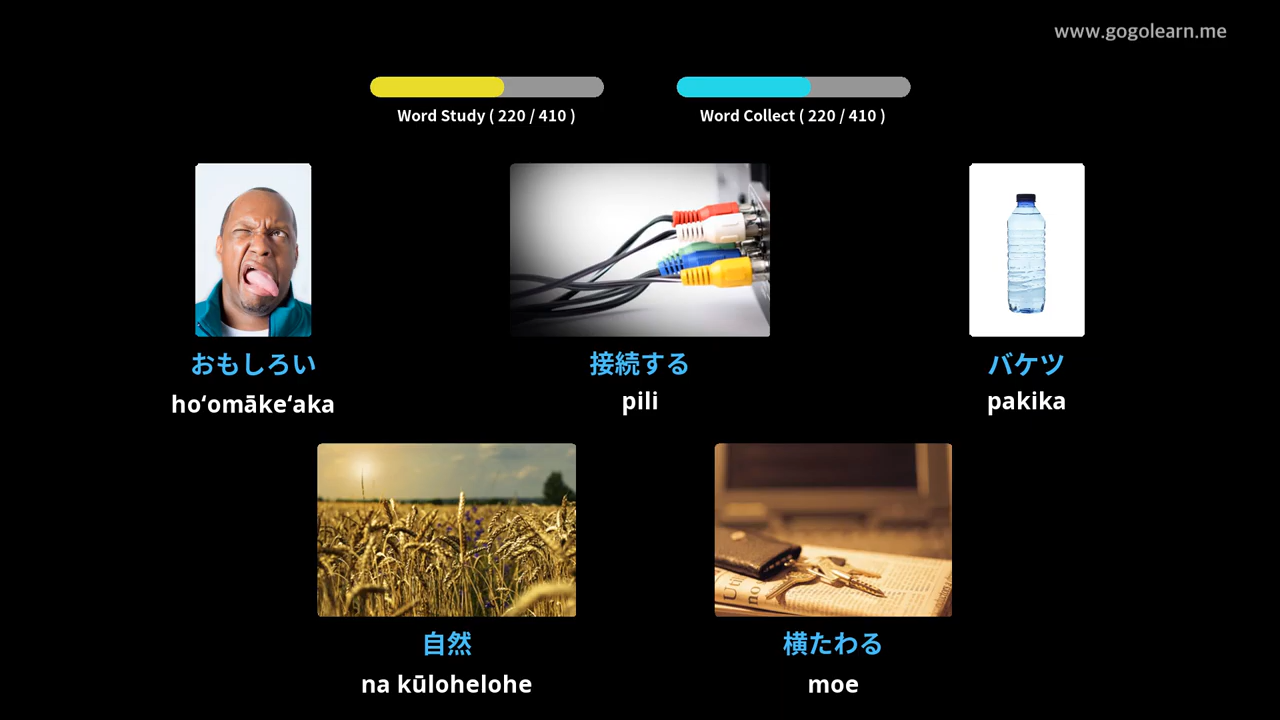 www.gogolearn.me
Word Study ( 220 / 410 )
Word Collect ( 220 / 410 )
おもしろい
hoʻomākeʻaka
接続する
pili
バケツ
pakika
自然
na kūlohelohe
横たわる
moe